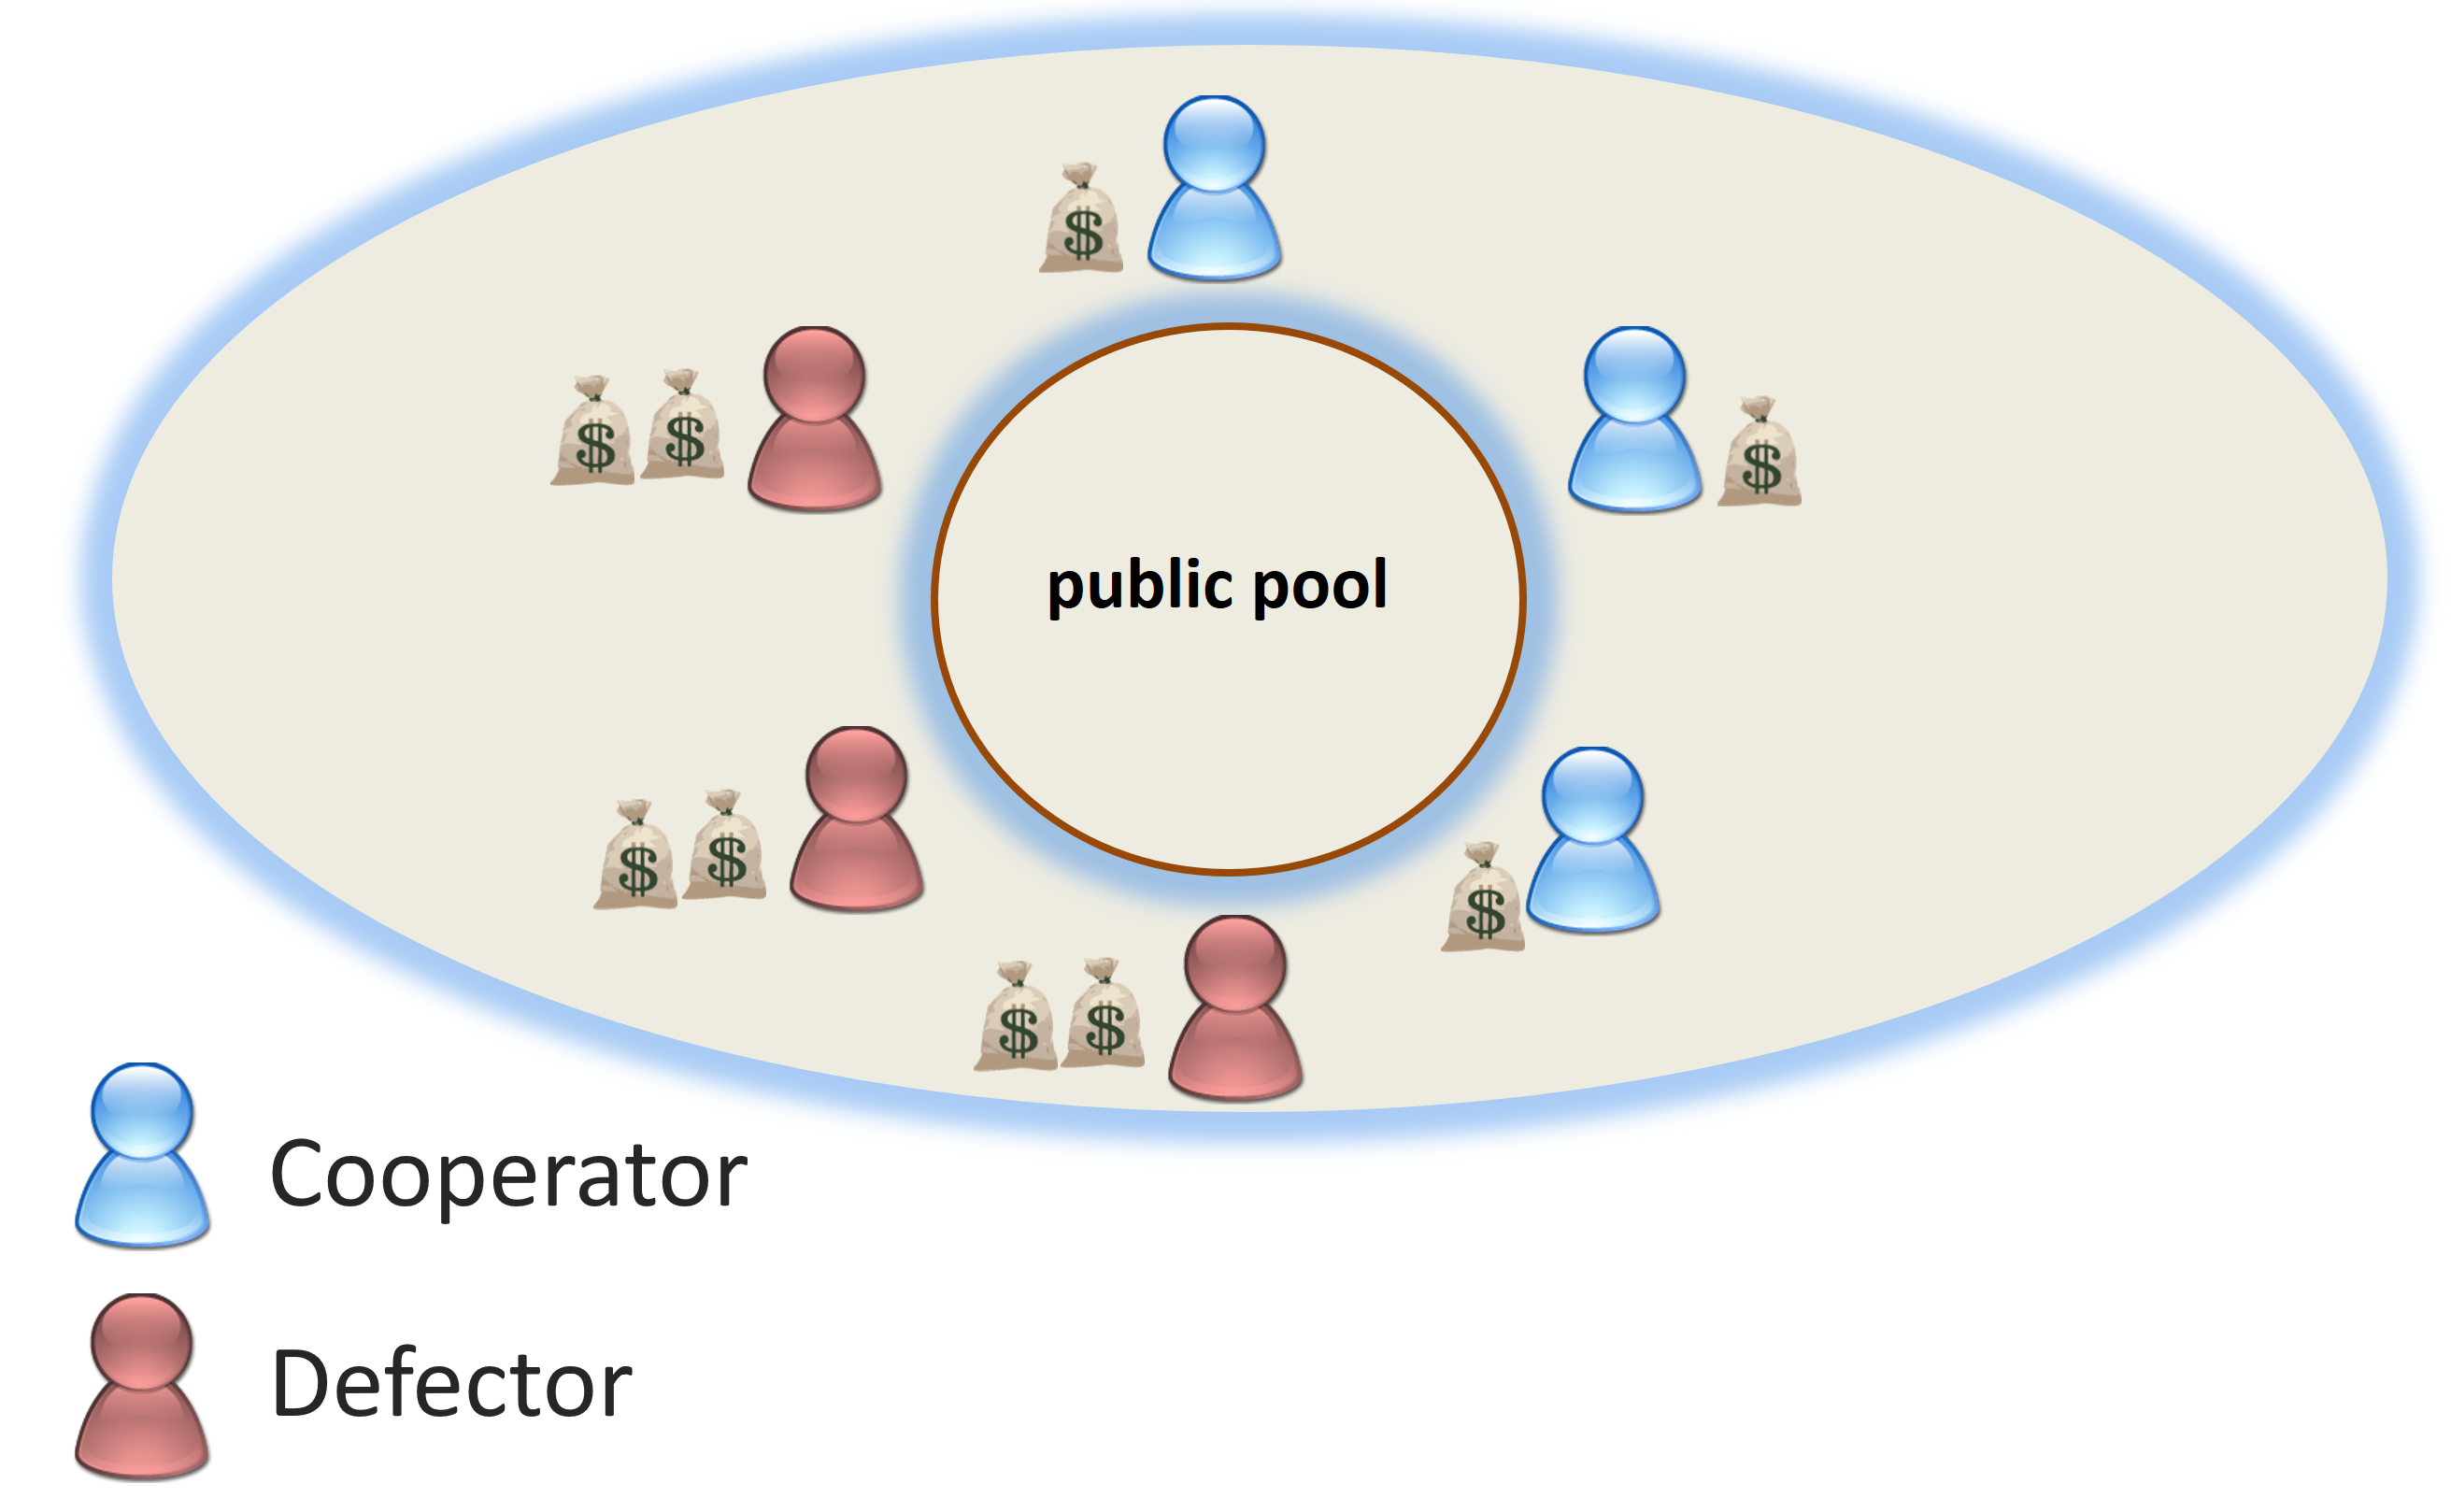 public pool
Cooperator
Defector